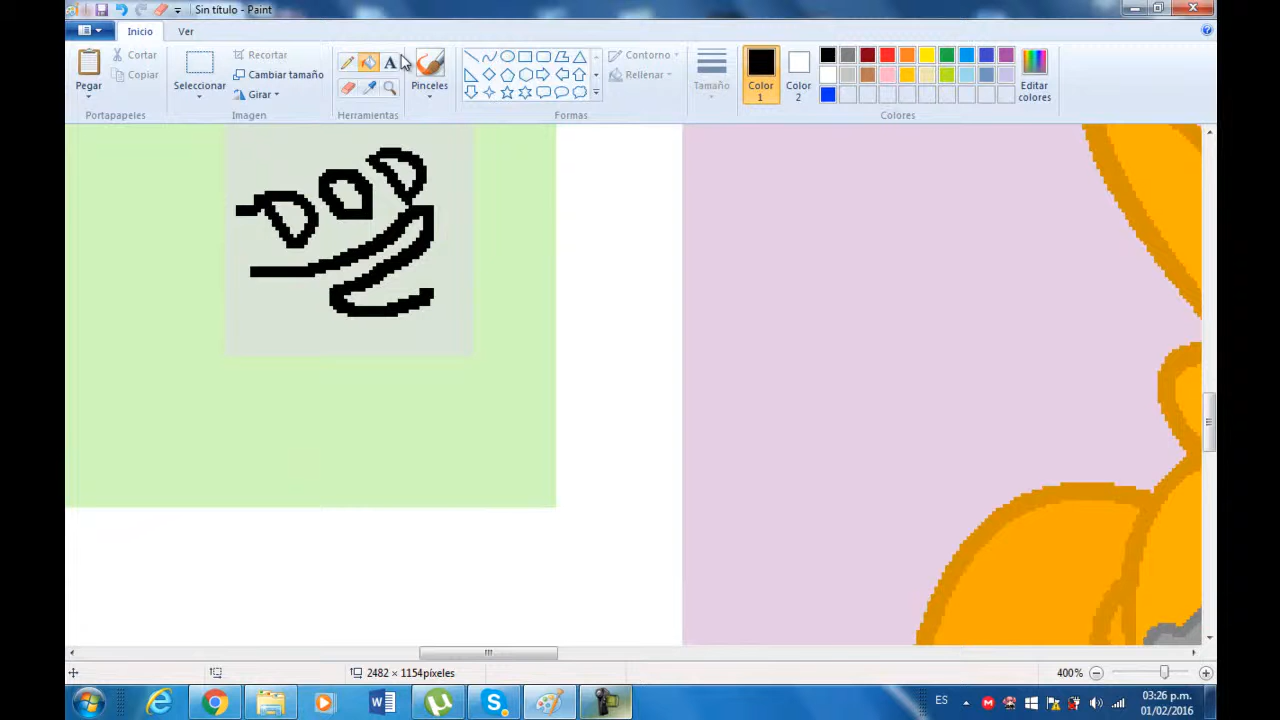 Sin título - Paint
Inicio Ver
Pegar
Cortar
Copiar
Portapapeles
Seleccionar
Recortar
Cambiar tamaño
Girar
Imagen
A
Herramientas
Pinceles
Contorno
Rellenar
Formas
Tamaño
Color 1
Color 2
Editar colores
Colores
2482 × 1154píxeles
400%
ES
03:26 p.m.
01/02/2016